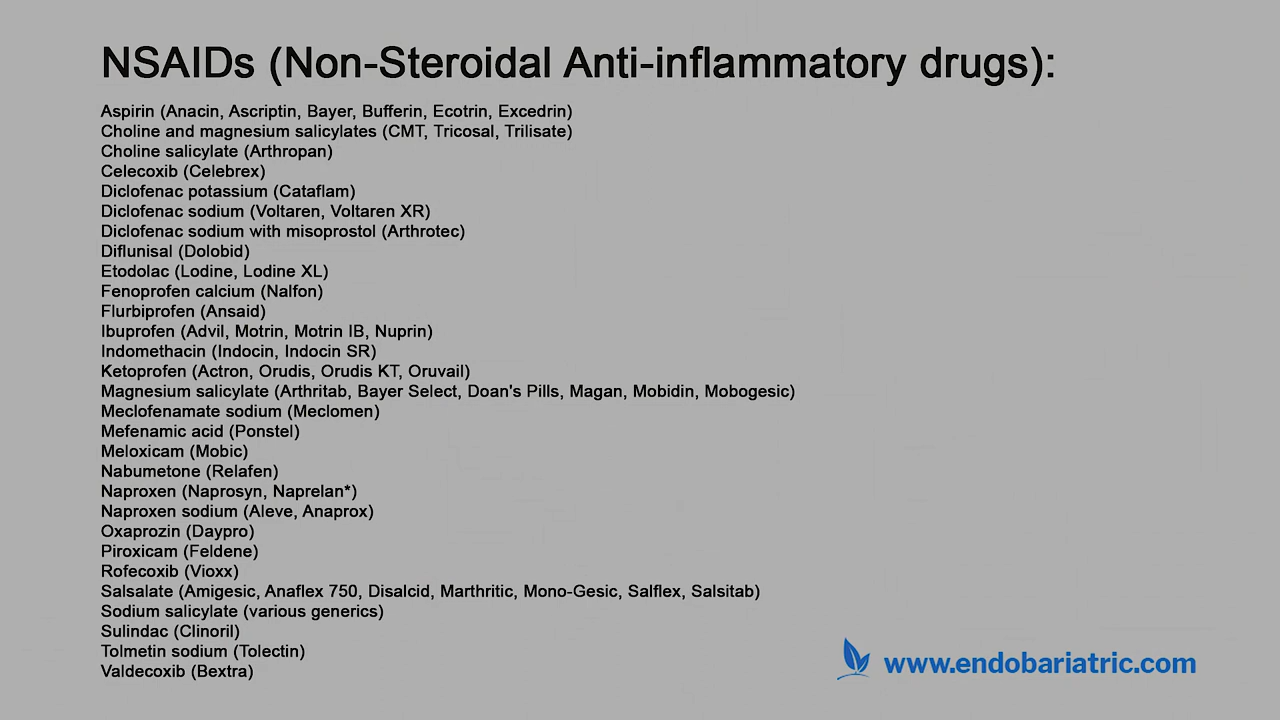 NSAIDs (Non-Steroidal Anti-inflammatory drugs):
Aspirin (Anacin, Ascriptin, Bayer, Bufferin, Ecotrin, Excedrin)
Choline and magnesium salicylates (CMT, Tricosal, Trilisate)
Choline salicylate (Arthropan)
Celecoxib (Celebrex)
Diclofenac potassium (Cataflam)
Diclofenac sodium (Voltaren, Voltaren XR)
Diclofenac sodium with misoprostol (Arthrotec)
Diflunisal (Dolobid)
Etodolac (Lodine, Lodine XL)
Fenoprofen calcium (Nalfon)
Flurbiprofen (Ansaid)
Ibuprofen (Advil, Motrin, Motrin IB, Nuprin)
Indomethacin (Indocin, Indocin SR)
Ketoprofen (Actron, Orudis, Orudis KT, Oruvail)
Magnesium salicylate (Arthritab, Bayer Select, Doan's Pills, Magan, Mobidin, Mobogesic)
Meclofenamate sodium (Meclomen)
Mefenamic acid (Ponstel)
Meloxicam (Mobic)
Nabumetone (Relafen)
Naproxen (Naprosyn, Naprelan*)
Naproxen sodium (Aleve, Anaprox)
Oxaprozin (Daypro)
Piroxicam (Feldene)
Rofecoxib (Vioxx)
Salsalate (Amigesic, Anaflex 750, Disalcid, Marthritic, Mono-Gesic, Salflex, Salsitab)
Sodium salicylate (various generics)
Sulindac (Clinoril)
Tolmetin sodium (Tolectin)
Valdecoxib (Bextra)
www.endobariatric.com